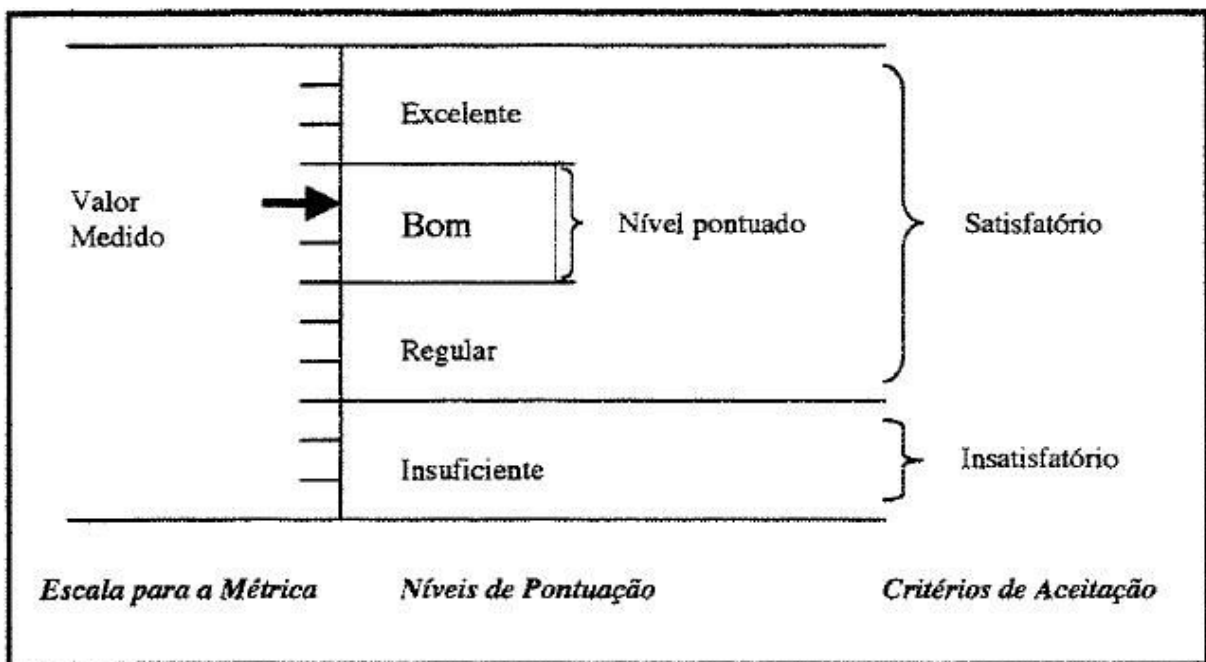 Excelente
Valor
Medido
Bom
Nível pontuado
Satisfatório
Regular
Insuficiente
Insatisfatório
Escala para a Métrica
Níveis de Pontuação
Critérios de Aceitação